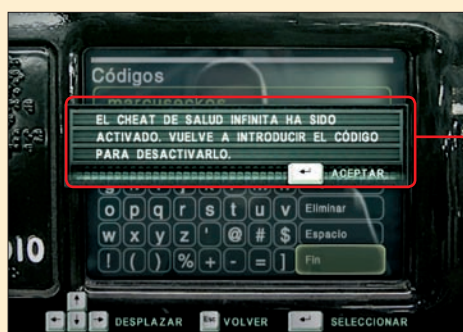 Códigos
EL CHEAT DE SALUD INFINITA HA SIDO
ACTIVADO. VUELVE A INTRODUCIR EL CÓDIGO
PARA DESACTIVARLO.
ACEPTAR
o p q r s t u v Eliminar
w x y z ' @ # $ Espacio
! ( ) % + - = ] Fin
DESPLAZAR Esc VOLVER SELECCIONAR